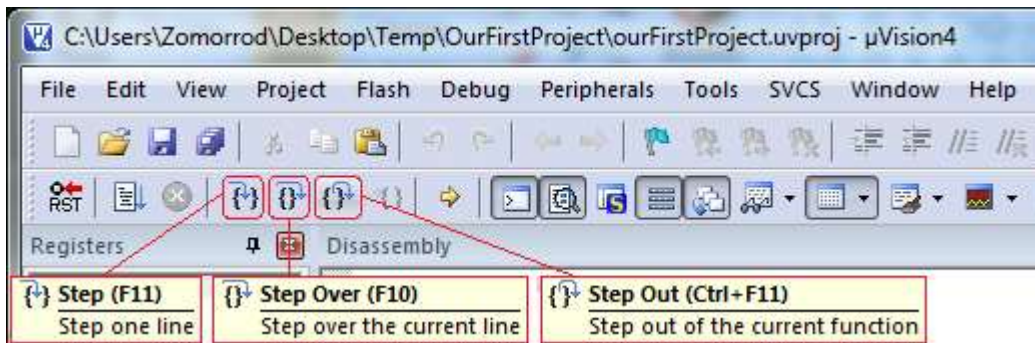 C:\Users\Zomorrod\Desktop\Temp\OurFirstProject\ourFirstProject.uvproj - µVision4
File Edit View Project Flash Debug Peripherals Tools SVCS Window Help
RST
Registers Disassembly
{} Step (F11)
Step one line
{} Step Over (F10)
Step over the current line
{} Step Out (Ctrl+F11)
Step out of the current function